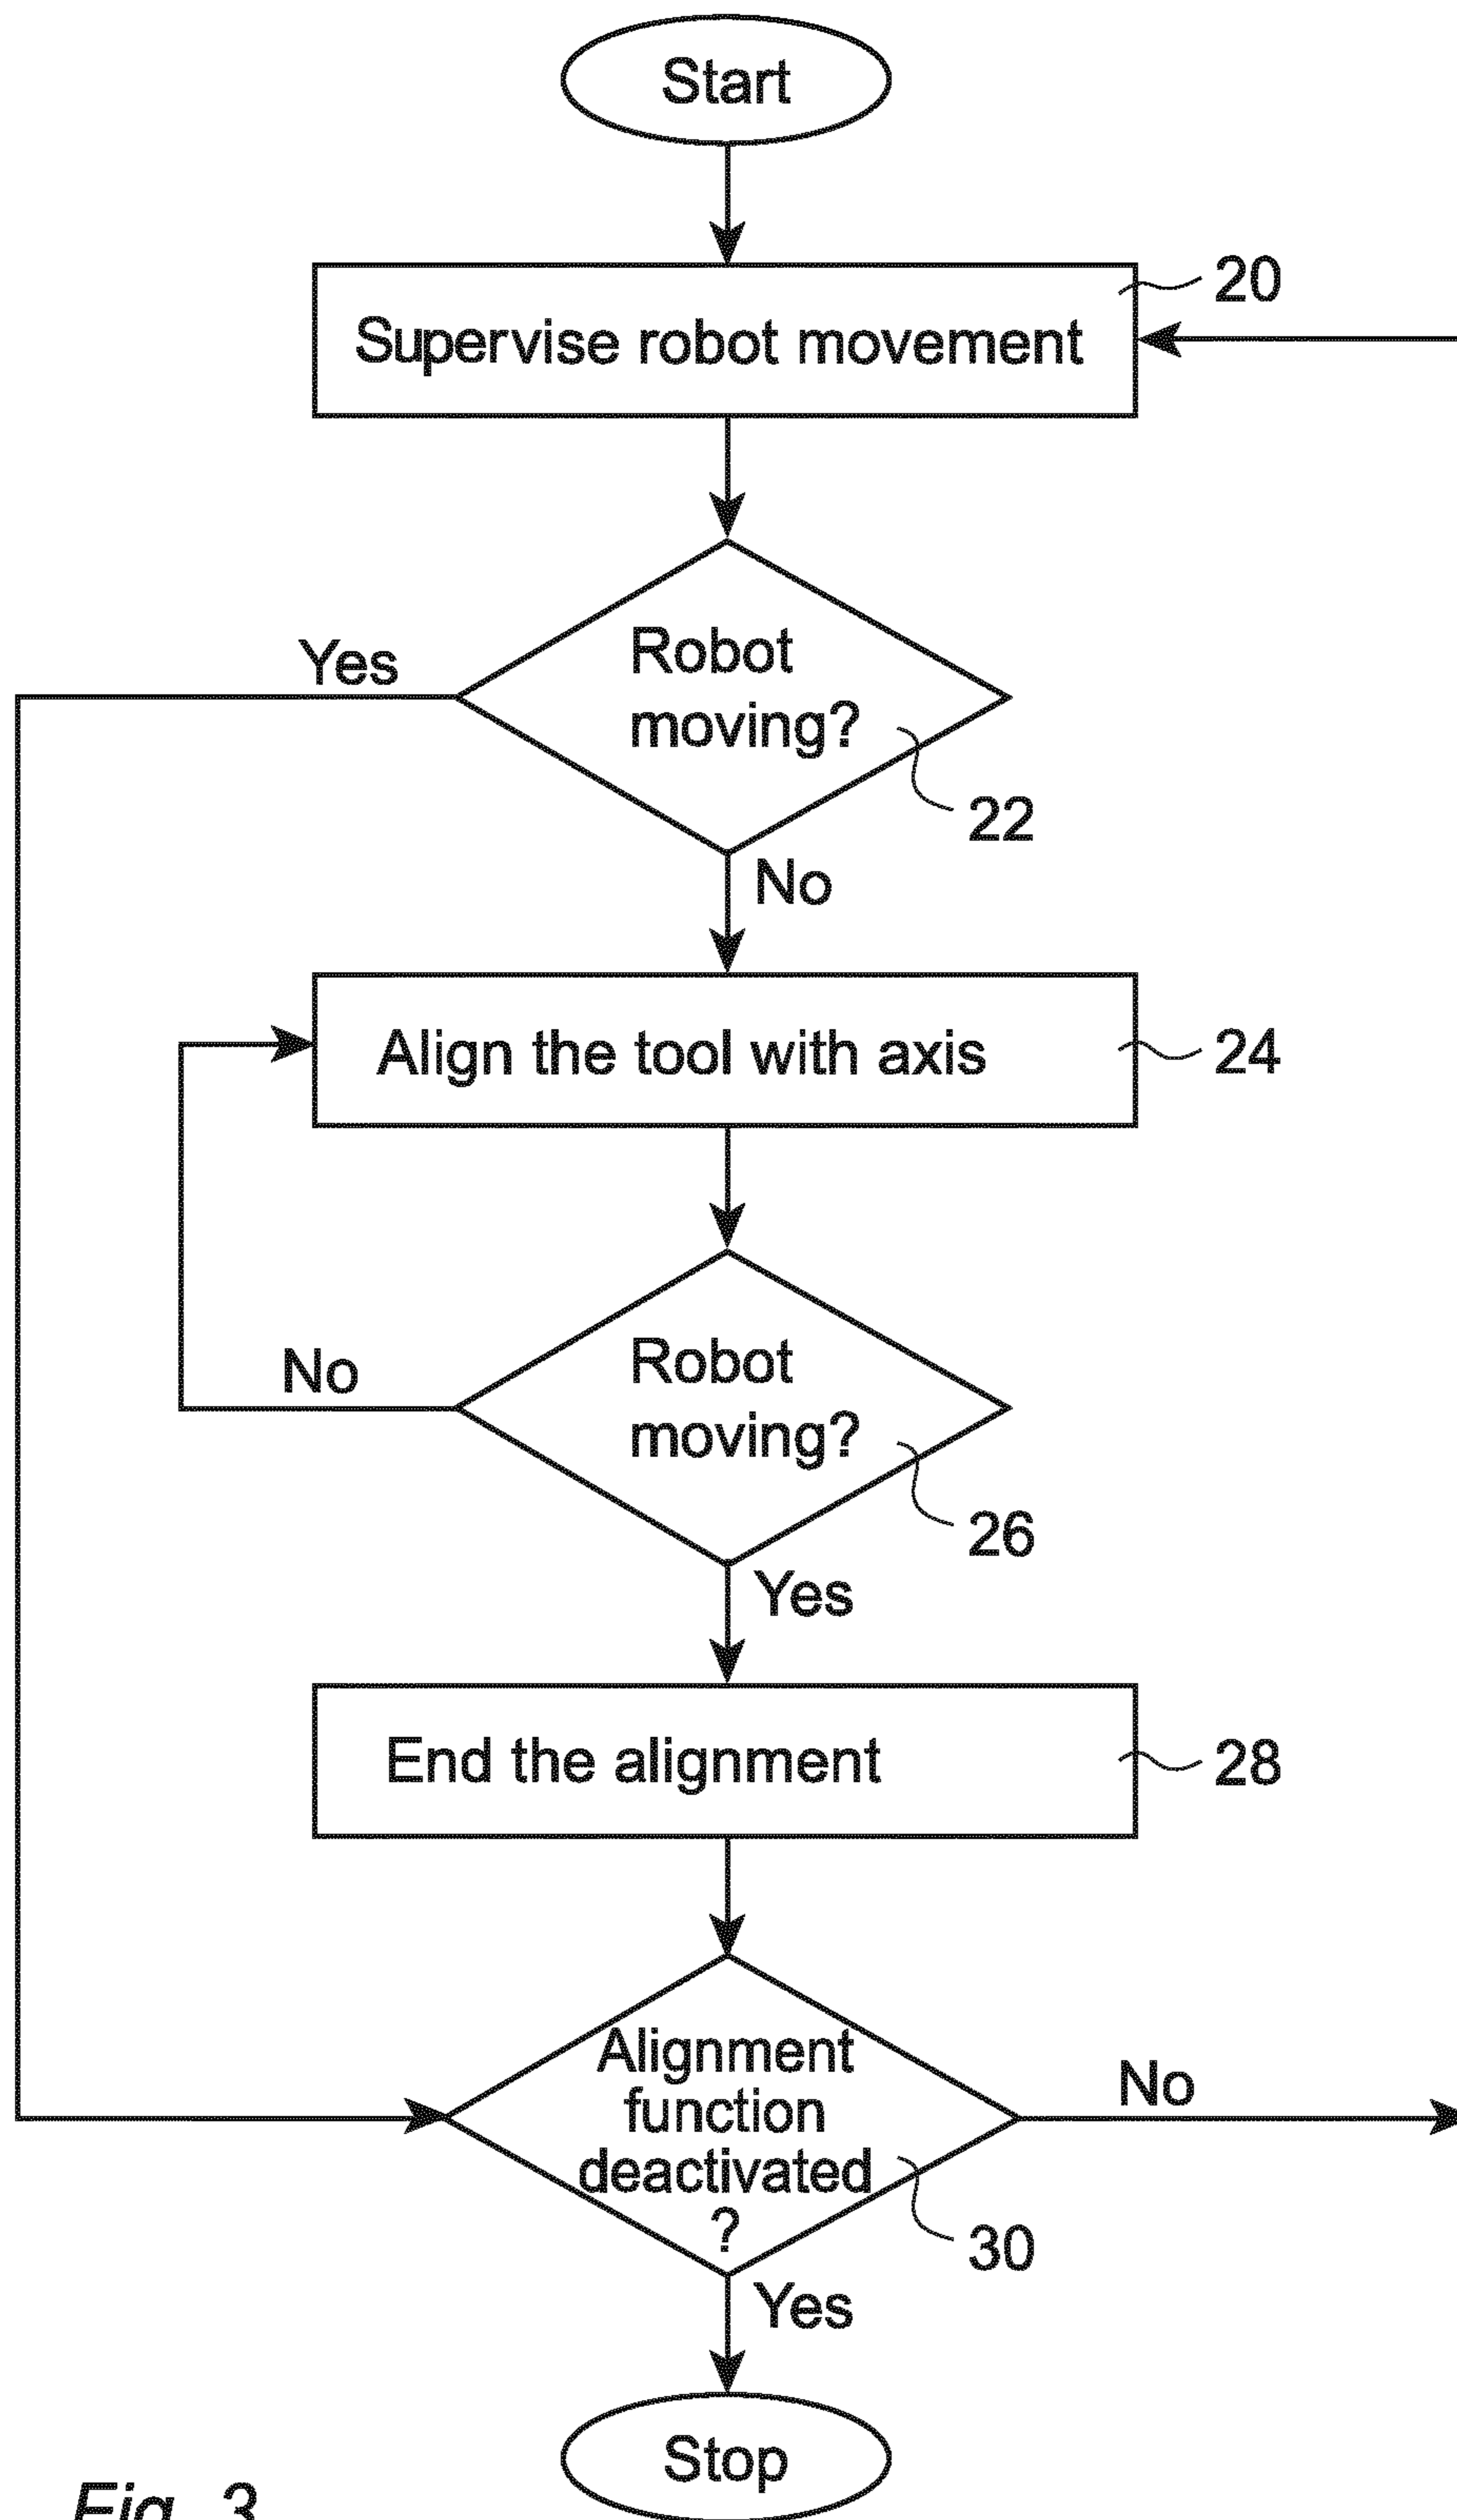 Start
20
Supervise robot movement
Yes
Robot
moving?
22
No
Align the tool with axis
24
Robot
moving?
No
26
Yes
End the alignment
28
Alignment
function
deactivated
?
No
30
Yes
Stop
Fig. 3